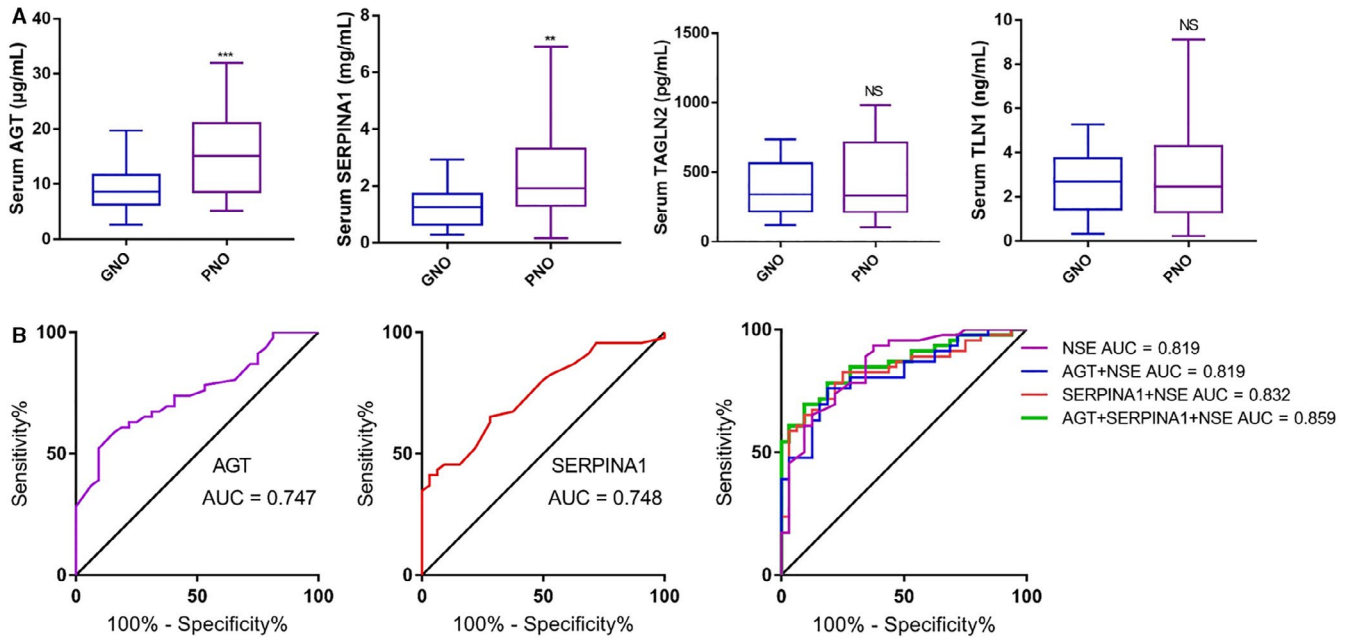 A
Serum AGT (µg/mL)
40
30
20
10
0
***
GNO
PNO
Serum SERPINA1 (mg/mL)
8
6
4
2
0
**
GNO
PNO
Serum TAGLN2 (pg/mL)
1500
1000
500
0
NS
GNO
PNO
Serum TLN1 (ng/mL)
10
8
6
4
2
0
NS
GNO
PNO
B
Sensitivity%
100
50
0
AGT
AUC = 0.747
0 50 100
100% - Specificity%
Sensitivity%
100
50
0
SERPINA1
AUC = 0.748
0 50 100
100% - Specificity%
Sensitivity%
100
50
0
0 50 100
100% - Specificity%
NSE AUC = 0.819
AGT+NSE AUC = 0.819
SERPINA1+NSE AUC = 0.832
AGT+SERPINA1+NSE AUC = 0.859